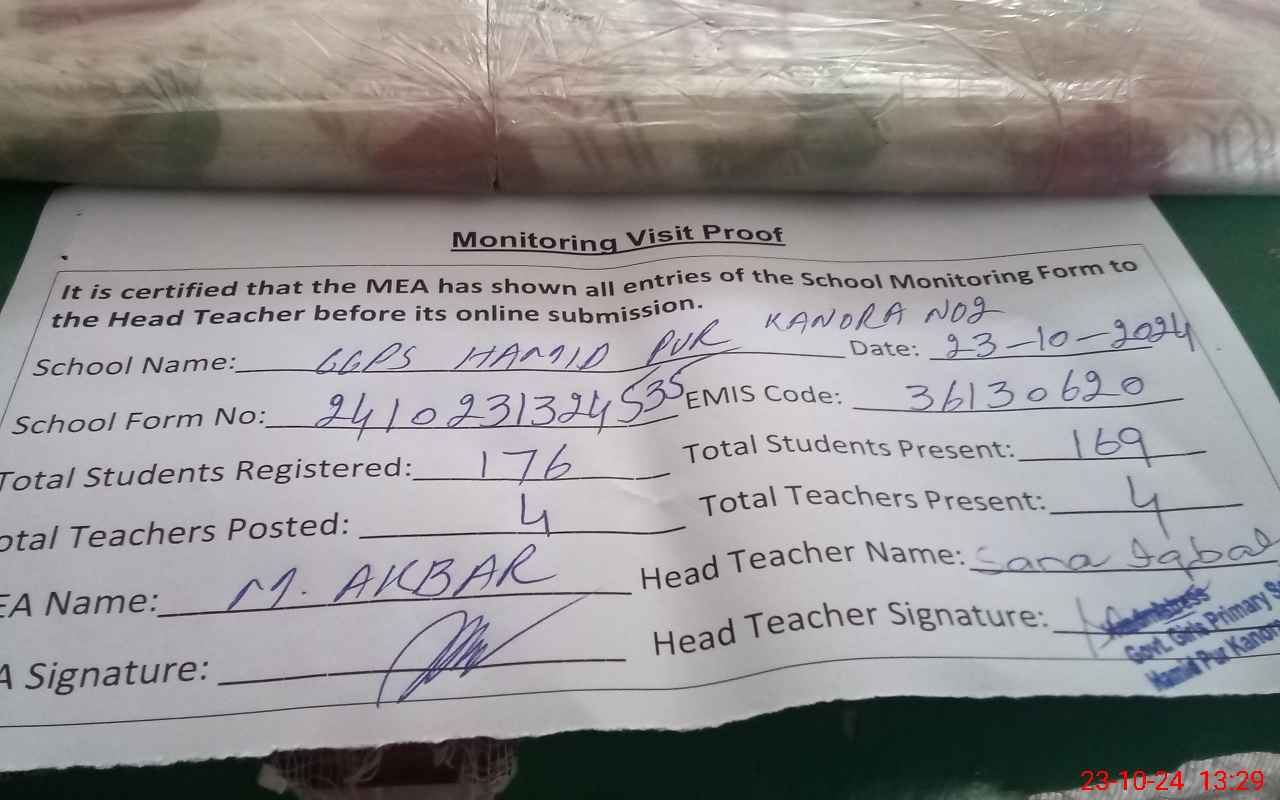 Monitoring Visit Proof
It is certified that the MEA has shown all entries of the School Monitoring Form to
the Head Teacher before its online submission.
School Name: GGPS HAMID PUR KANORA NO2 Date: 23-10-2024
School Form No: 2410231324535 EMIS Code: 36130620
Total Students Registered: 176 Total Students Present: 169
otal Teachers Posted: 4 Total Teachers Present: 4
EA Name: M. AKBAR Head Teacher Name: Sana Iqbal
A Signature: Head Teacher Signature:
Headmistress
Govt. Girls Primary S
Hamid Pur Kanora
23-10-24 13:29